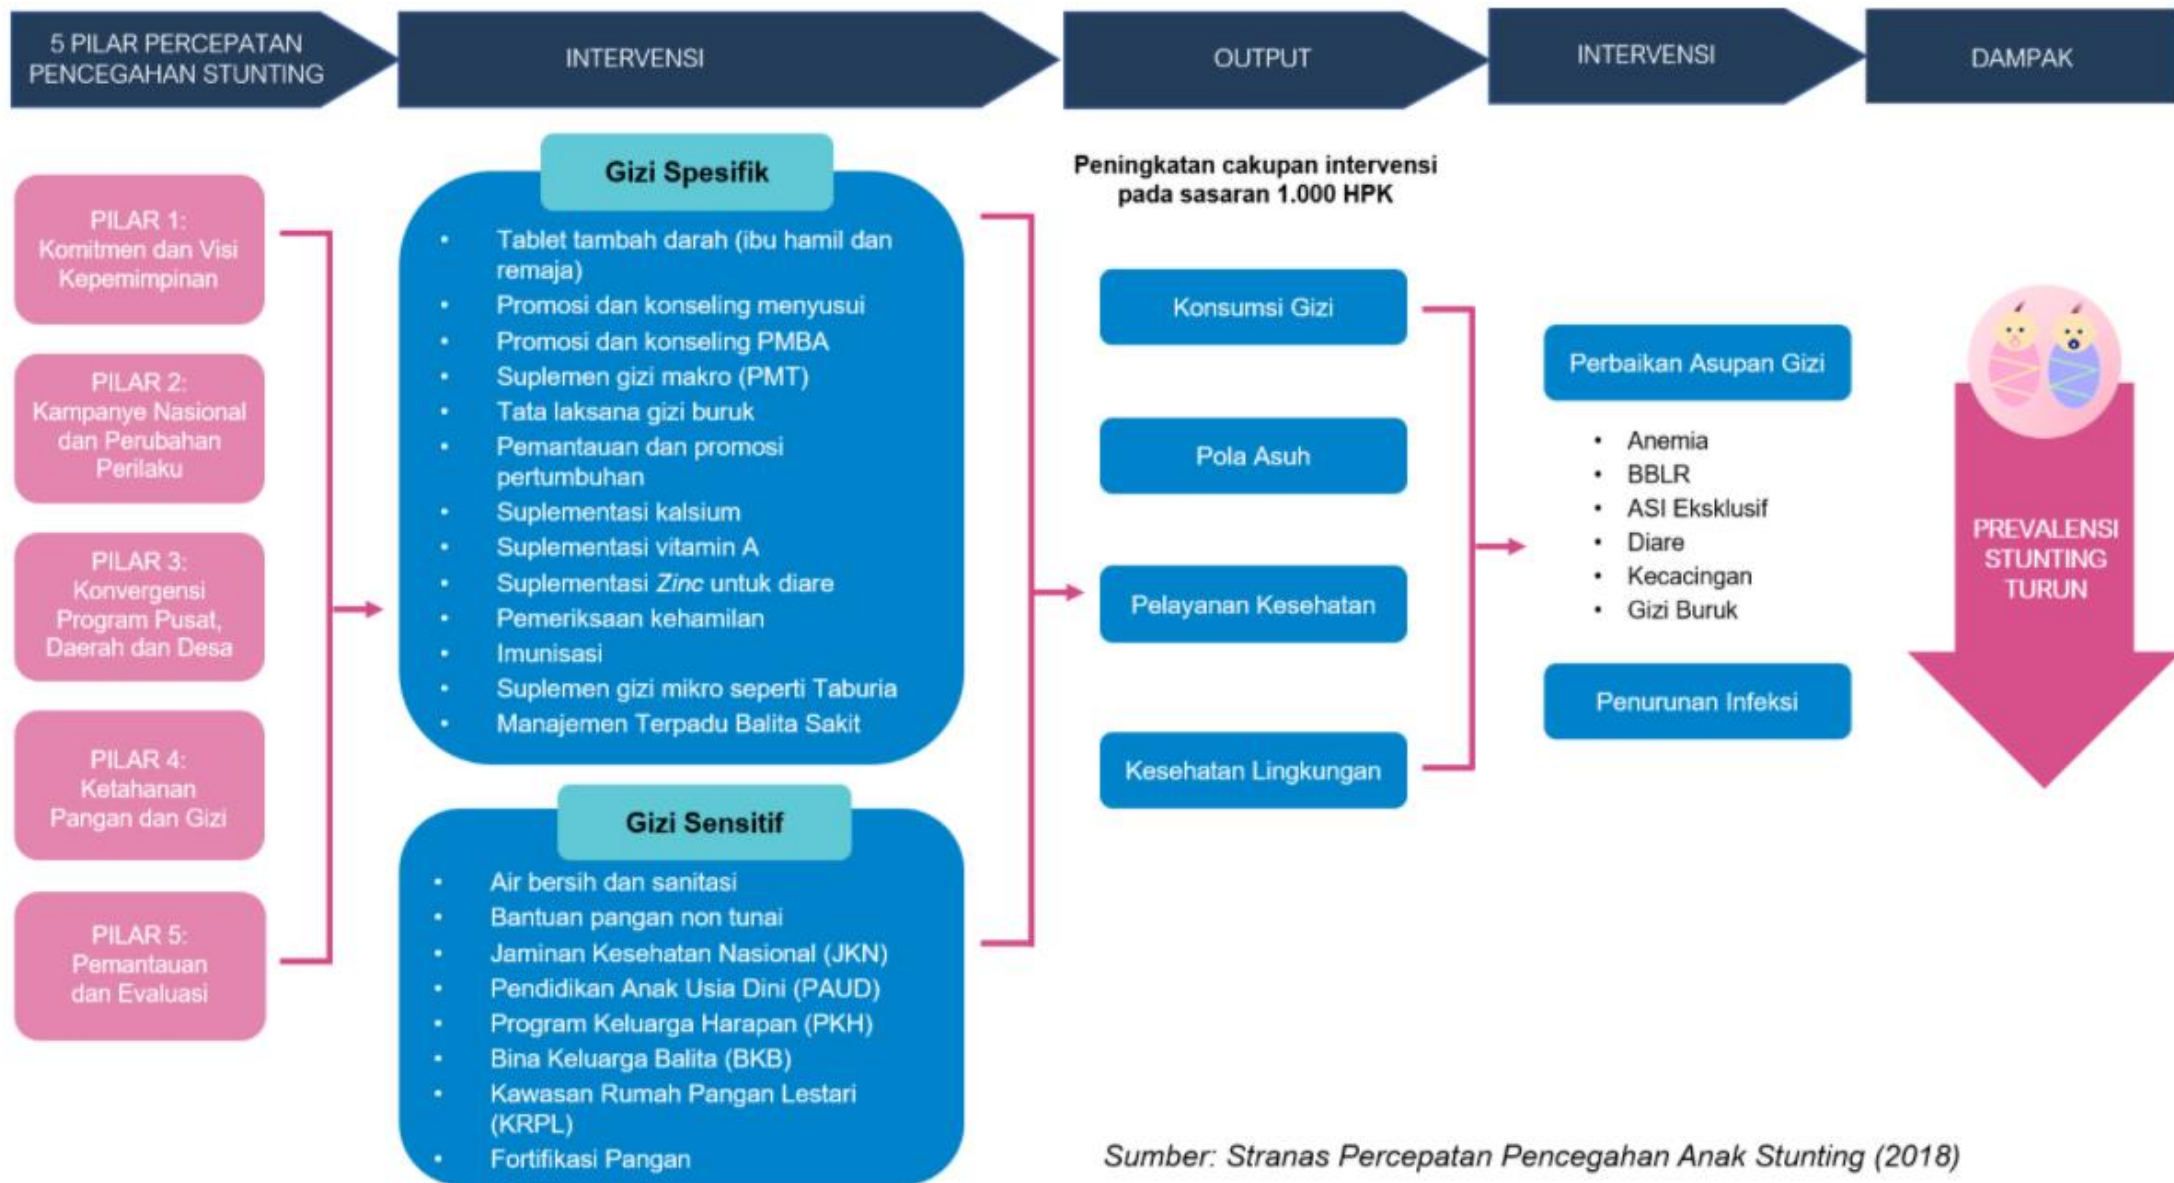 5 PILAR PERCEPATAN
PENCEGAHAN STUNTING
INTERVENSI
OUTPUT
INTERVENSI
DAMPAK
PILAR 1:
Komitmen dan Visi
Kepemimpinan
PILAR 2:
Kampanye Nasional
dan Perubahan
Perilaku
PILAR 3:
Konvergensi
Program Pusat,
Daerah dan Desa
PILAR 4:
Ketahanan
Pangan dan Gizi
PILAR 5:
Pemantauan
dan Evaluasi
Gizi Spesifik
• Tablet tambah darah (ibu hamil dan
remaja)
• Promosi dan konseling menyusui
• Promosi dan konseling PMBA
• Suplemen gizi makro (PMT)
• Tata laksana gizi buruk
• Pemantauan dan promosi
pertumbuhan
• Suplementasi kalsium
• Suplementasi vitamin A
• Suplementasi Zinc untuk diare
• Pemeriksaan kehamilan
• Imunisasi
• Suplemen gizi mikro seperti Taburia
• Manajemen Terpadu Balita Sakit
Gizi Sensitif
• Air bersih dan sanitasi
• Bantuan pangan non tunai
• Jaminan Kesehatan Nasional (JKN)
• Pendidikan Anak Usia Dini (PAUD)
• Program Keluarga Harapan (PKH)
• Bina Keluarga Balita (BKB)
• Kawasan Rumah Pangan Lestari
(KRPL)
• Fortifikasi Pangan
Peningkatan cakupan intervensi
pada sasaran 1.000 HPK
Konsumsi Gizi
Pola Asuh
Pelayanan Kesehatan
Kesehatan Lingkungan
Perbaikan Asupan Gizi
• Anemia
• BBLR
• ASI Eksklusif
• Diare
• Kecacingan
• Gizi Buruk
Penurunan Infeksi
PREVALENSI
STUNTING
TURUN
Sumber: Stranas Percepatan Pencegahan Anak Stunting (2018)